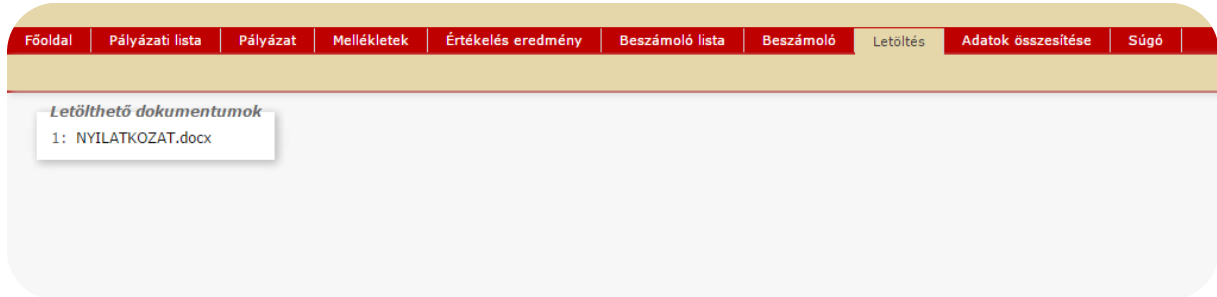 Főoldal Pályázati lista Pályázat Mellékletek Értékelés eredmény Beszámoló lista Beszámoló Letöltés Adatok összesítése Súgó
Letölthető dokumentumok
1: NYILATKOZAT.docx